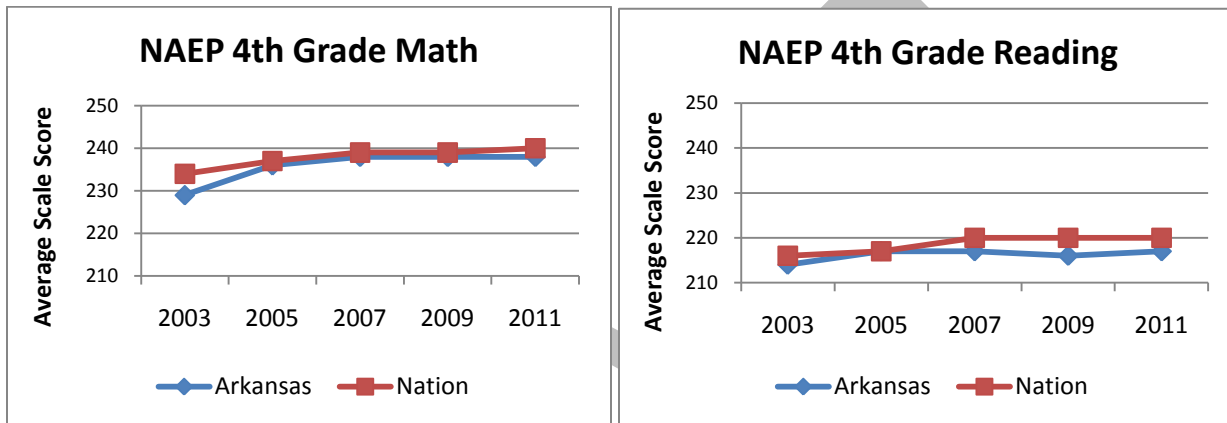 NAEP 4th Grade Math
Average Scale Score
250
240
230
220
210
2003 2005 2007 2009 2011
Arkansas Nation
NAEP 4th Grade Reading
Average Scale Score
250
240
230
220
210
2003 2005 2007 2009 2011
Arkansas Nation